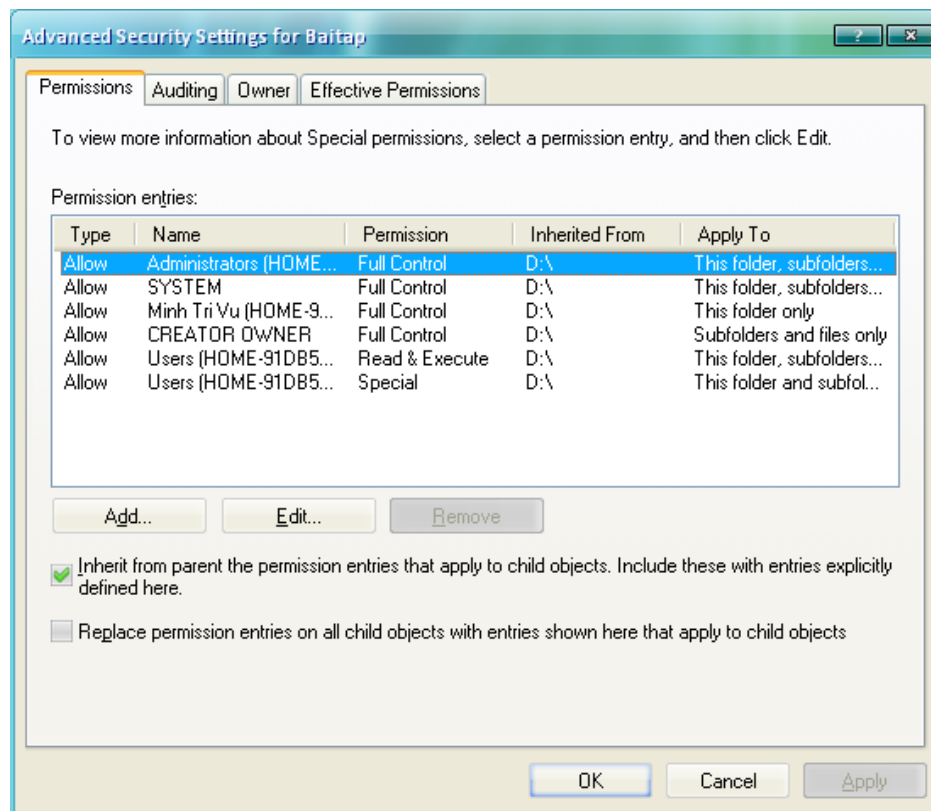 Advanced Security Settings for Baitap
Permissions Auditing Owner Effective Permissions
To view more information about Special permissions, select a permission entry, and then click Edit.
Permission entries:
Type Name Permission Inherited From Apply To
Allow Administrators (HOME... Full Control D:\ This folder, subfolders...
Allow SYSTEM Full Control D:\ This folder, subfolders...
Allow Minh Tri Vu (HOME-9... Full Control D:\ This folder only
Allow CREATOR OWNER Full Control D:\ Subfolders and files only
Allow Users (HOME-91DB5... Read & Execute D:\ This folder, subfolders...
Allow Users (HOME-91DB5... Special D:\ This folder and subfol...
Add... Edit... Remove
Inherit from parent the permission entries that apply to child objects. Include these with entries explicitly
defined here.
Replace permission entries on all child objects with entries shown here that apply to child objects
OK Cancel Apply